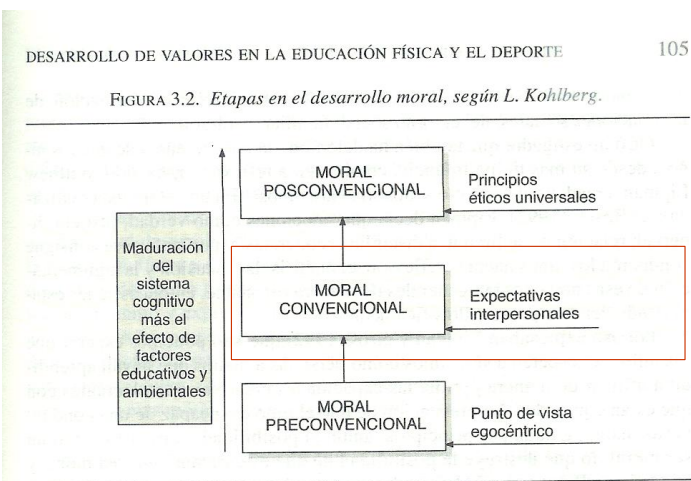 DESARROLLO DE VALORES EN LA EDUCACIÓN FÍSICA Y EL DEPORTE 105
FIGURA 3.2. Etapas en el desarrollo moral, según L. Kohlberg.
MORAL
POSCONVENCIONAL
Principios
éticos universales
Maduración
del
sistema
cognitivo
más el
efecto de
factores
educativos y
ambientales
MORAL
CONVENCIONAL
Expectativas
interpersonales
MORAL
PRECONVENCIONAL
Punto de vista
egocéntrico